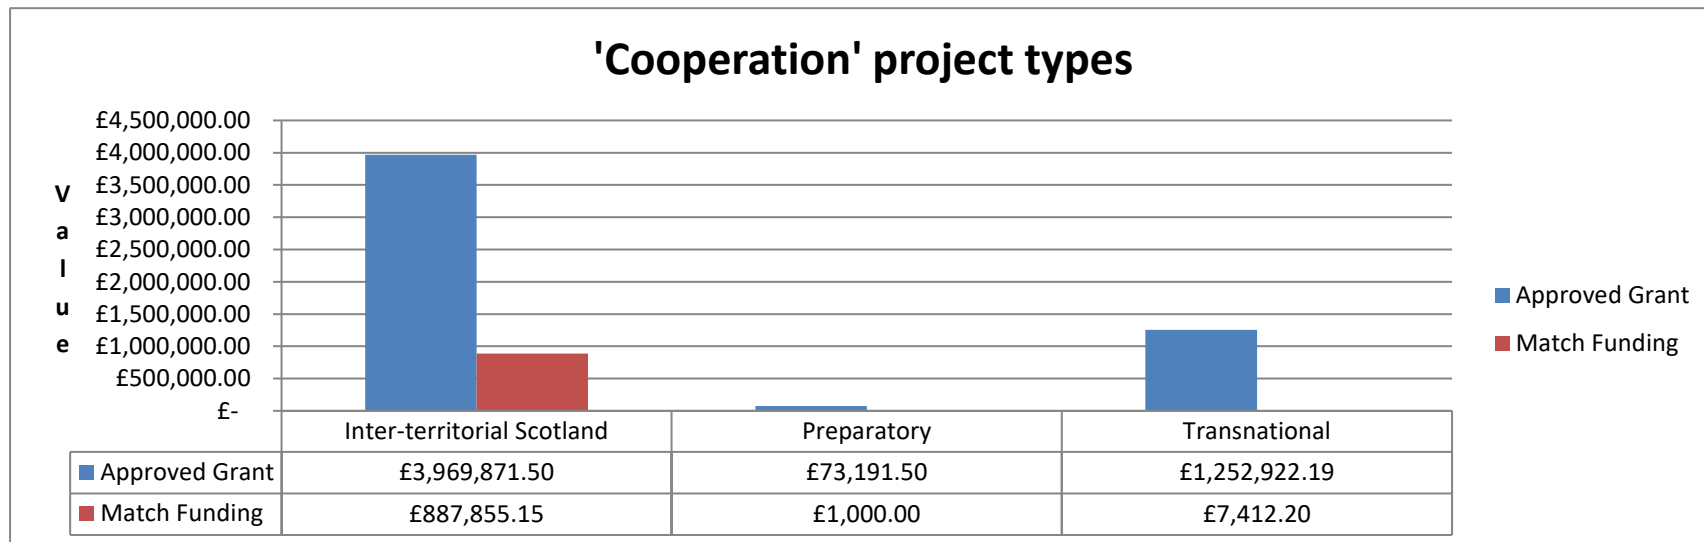 'Cooperation' project types
Value
£4,500,000.00
£4,000,000.00
£3,500,000.00
£3,000,000.00
£2,500,000.00
£2,000,000.00
£1,500,000.00
£1,000,000.00
£500,000.00
£-
Approved Grant
Match Funding
Inter-territorial Scotland Preparatory Transnational
Approved Grant £3,969,871.50 £73,191.50 £1,252,922.19
Match Funding £887,855.15 £1,000.00 £7,412.20